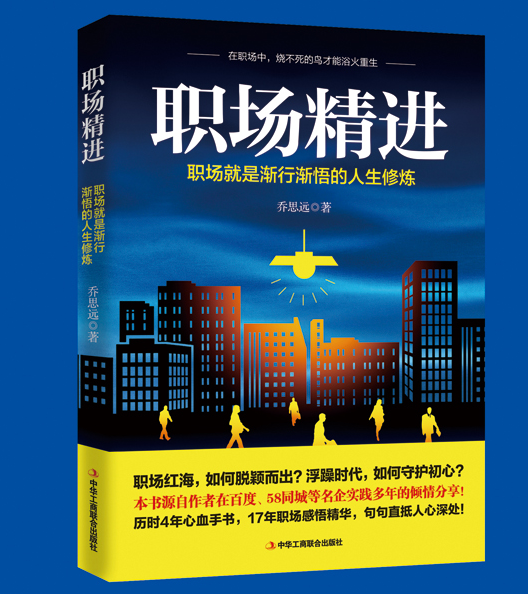 在职场中，烧不死的鸟才能浴火重生
职场精进
职场就是渐行渐悟的人生修炼
乔思远◎著
职场红海，如何脱颖而出？浮躁时代，如何守护初心？
本书源自作者在百度、58同城等名企实践多年的倾情分享！
历时4年心血手书，17年职场感悟精华，句句直抵人心深处！
中华工商联合出版社
职场精进
职场就是渐行
渐悟的人生修炼
乔思远◎著
中华工商联合出版社